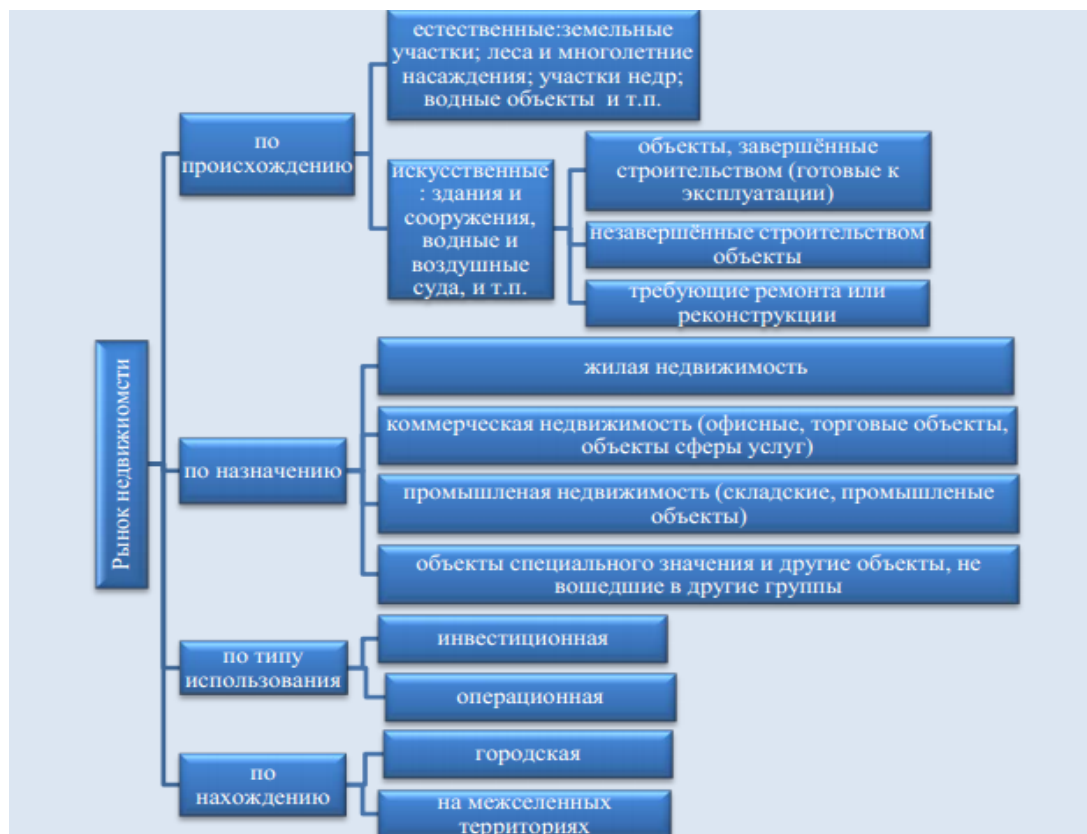 естественные:земельные
участки; леса и многолетние
насаждения; участки недр;
водные объекты и т.п.
по
происхождению
искусственные
: здания и
сооружения,
водные и
воздушные
суда, и т.п.
объекты, завершённые
строительством (готовые к
эксплуатации)
незавершённые строительством
объекты
требующие ремонта или
реконструкции
Рынок недвижиомсти
по назначению
жилая недвижимость
коммерческая недвижимость (офисные, торговые объекты,
объекты сферы услуг)
промышленая недвижимость (складские, промышленые
объекты)
объекты специального значения и другие объекты, не
вошедшие в другие группы
по типу
использования
инвестиционная
операционная
по
нахождению
городская
на межселенных
территориях